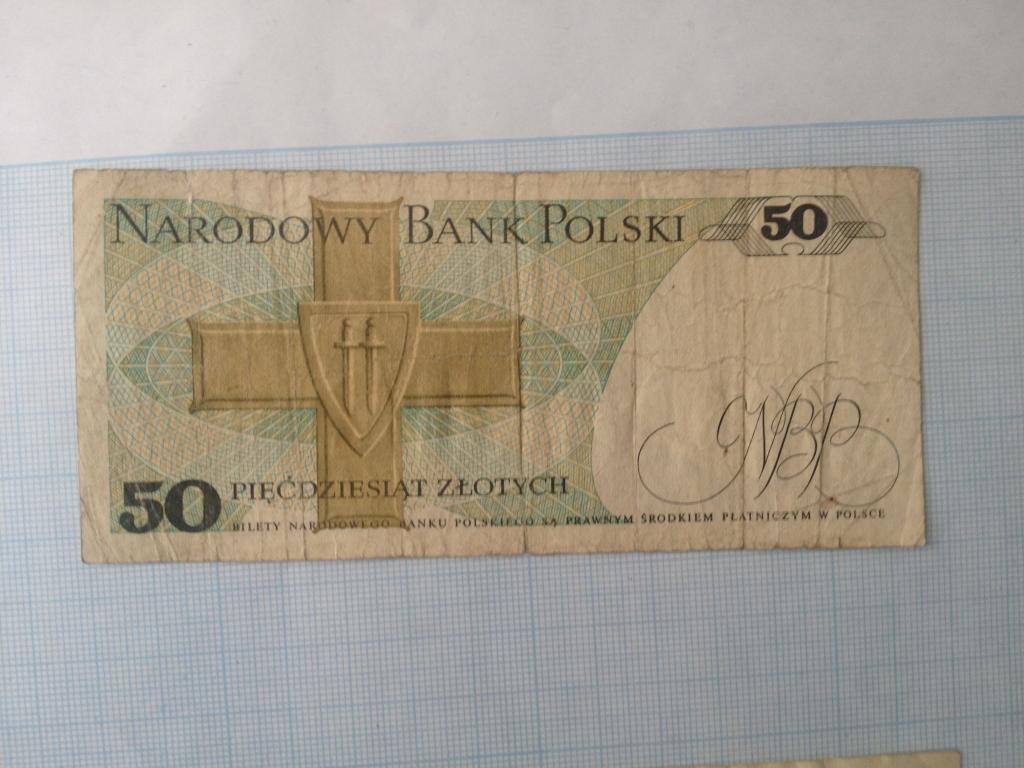 NARODOWY BANK POLSKI 50
NBP
50 PIĘĆDZIESIĄT ZŁOTYCH
BILETY NARODOWEGO BANKU POLSKIEGO SĄ PRAWNYM ŚRODKIEM PŁATNICZYM W POLSCE